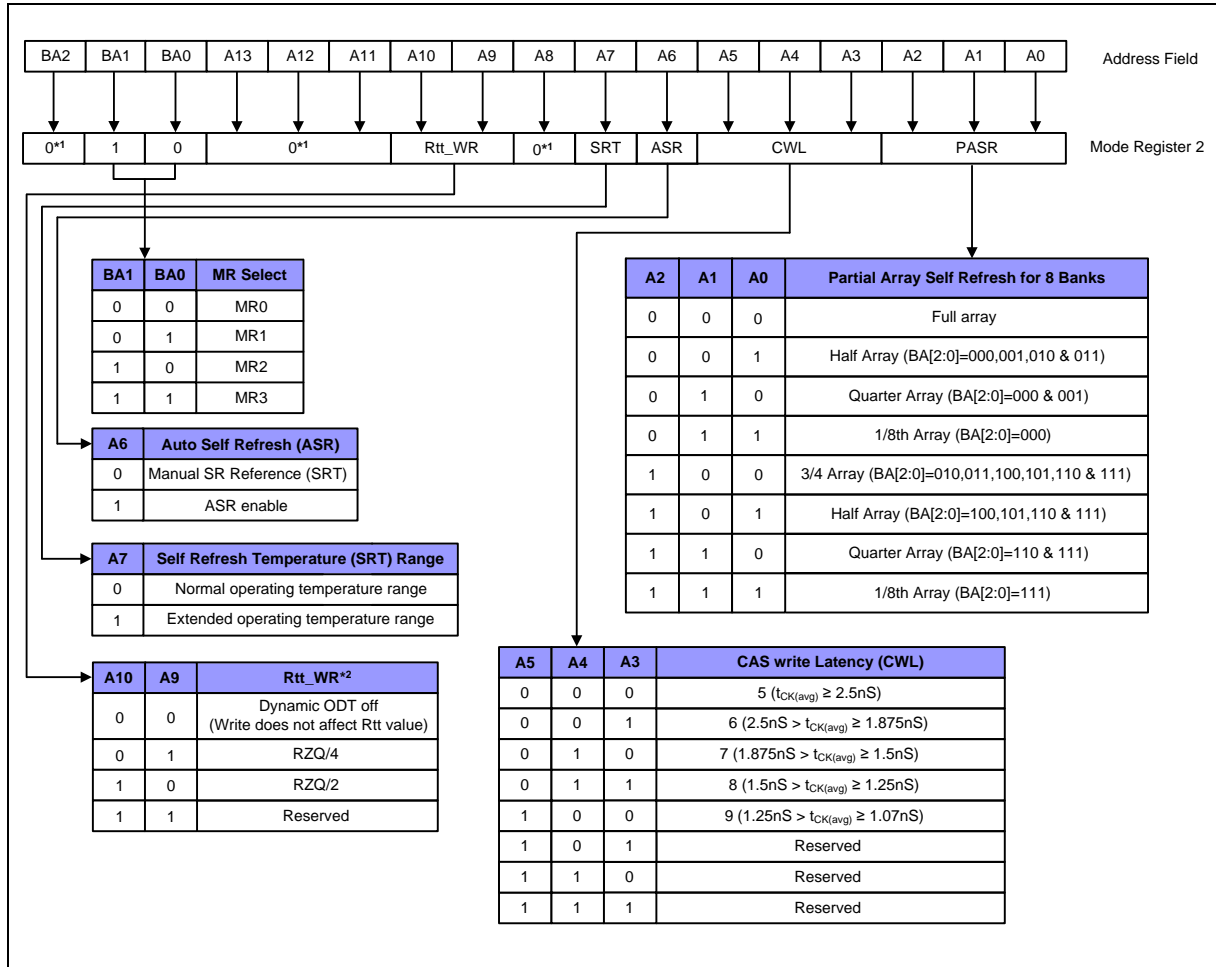 BA2 BA1 BA0 A13 A12 A11 A10 A9 A8 A7 A6 A5 A4 A3 A2 A1 A0 Address Field
0*1 1 0 0*1 Rtt_WR 0*1 SRT ASR CWL PASR Mode Register 2
BA1 BA0 MR Select
0 0 MR0
0 1 MR1
1 0 MR2
1 1 MR3
A6 Auto Self Refresh (ASR)
0 Manual SR Reference (SRT)
1 ASR enable
A7 Self Refresh Temperature (SRT) Range
0 Normal operating temperature range
1 Extended operating temperature range
A10 A9 Rtt_WR*2
0 0 Dynamic ODT off
(Write does not affect Rtt value)
0 1 RZQ/4
1 0 RZQ/2
1 1 Reserved
A2 A1 A0 Partial Array Self Refresh for 8 Banks
0 0 0 Full array
0 0 1 Half Array (BA[2:0]=000,001,010 & 011)
0 1 0 Quarter Array (BA[2:0]=000 & 001)
0 1 1 1/8th Array (BA[2:0]=000)
1 0 0 3/4 Array (BA[2:0]=010,011,100,101,110 & 111)
1 0 1 Half Array (BA[2:0]=100,101,110 & 111)
1 1 0 Quarter Array (BA[2:0]=110 & 111)
1 1 1 1/8th Array (BA[2:0]=111)
A5 A4 A3 CAS write Latency (CWL)
0 0 0 5 (tCK(avg) ≥ 2.5nS)
0 0 1 6 (2.5nS > tCK(avg) ≥ 1.875nS)
0 1 0 7 (1.875nS > tCK(avg) ≥ 1.5nS)
0 1 1 8 (1.5nS > tCK(avg) ≥ 1.25nS)
1 0 0 9 (1.25nS > tCK(avg) ≥ 1.07nS)
1 0 1 Reserved
1 1 0 Reserved
1 1 1 Reserved